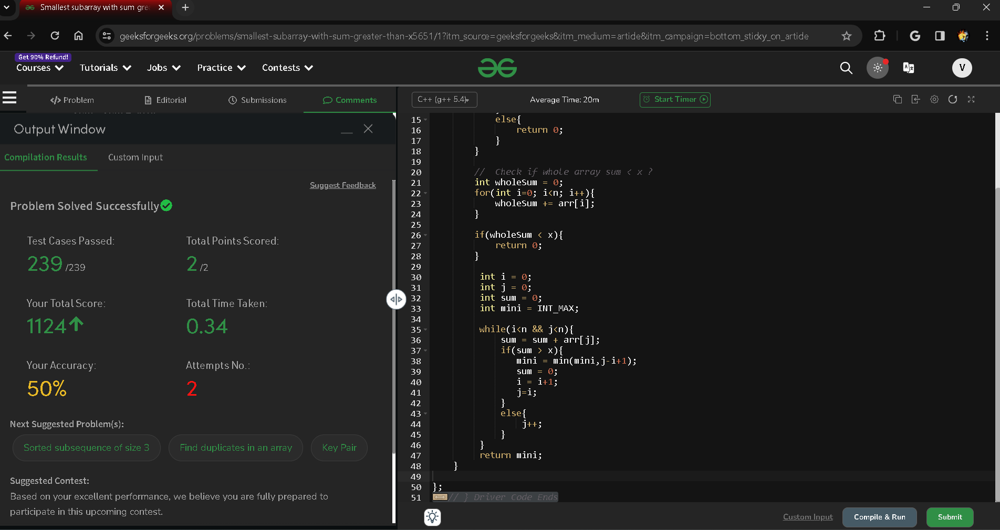 Smallest subarray with sum gre
geeksforgeeks.org/problems/smallest-subarray-with-sum-greater-than-x5651/1?itm_source=geeksforgeeks&itm_medium=article&itm_campaign=bottom_sticky_on_article
Get 90% Refund!
Courses Tutorials Jobs Practice Contests
V
</> Problem Editorial Submissions Comments
Output Window
Compilation Results Custom Input
Suggest Feedback
Problem Solved Successfully
Test Cases Passed: Total Points Scored:
239 /239 2 /2
Your Total Score: Total Time Taken:
1124 0.34
Your Accuracy: Attempts No.:
50% 2
Next Suggested Problem(s):
Sorted subsequence of size 3 Find duplicates in an array Key Pair
Suggested Contest:
Based on your excellent performance, we believe you are fully prepared to
participate in this upcoming contest.
C++ (g++ 5.4) Average Time: 20m Start Timer
15 else{
16 return 0;
17 }
18 }
19
20 // Check if whole array sum < x ?
21 int wholeSum = 0;
22 for(int i=0; i<n; i++){
23 wholeSum += arr[i];
24 }
25
26 if(wholeSum < x){
27 return 0;
28 }
29
30 int i = 0;
31 int j = 0;
32 int sum = 0;
33 int mini = INT_MAX;
34
35 while(i<n && j<n){
36 sum = sum + arr[j];
37 if(sum > x){
38 mini = min(mini,j-i+1);
39 sum = 0;
40 i = i+1;
41 j=i;
42 }
43 else{
44 j++;
45 }
46 }
47 return mini;
48 }
49
50 };
51 // } Driver Code Ends
Custom Input Compile & Run Submit